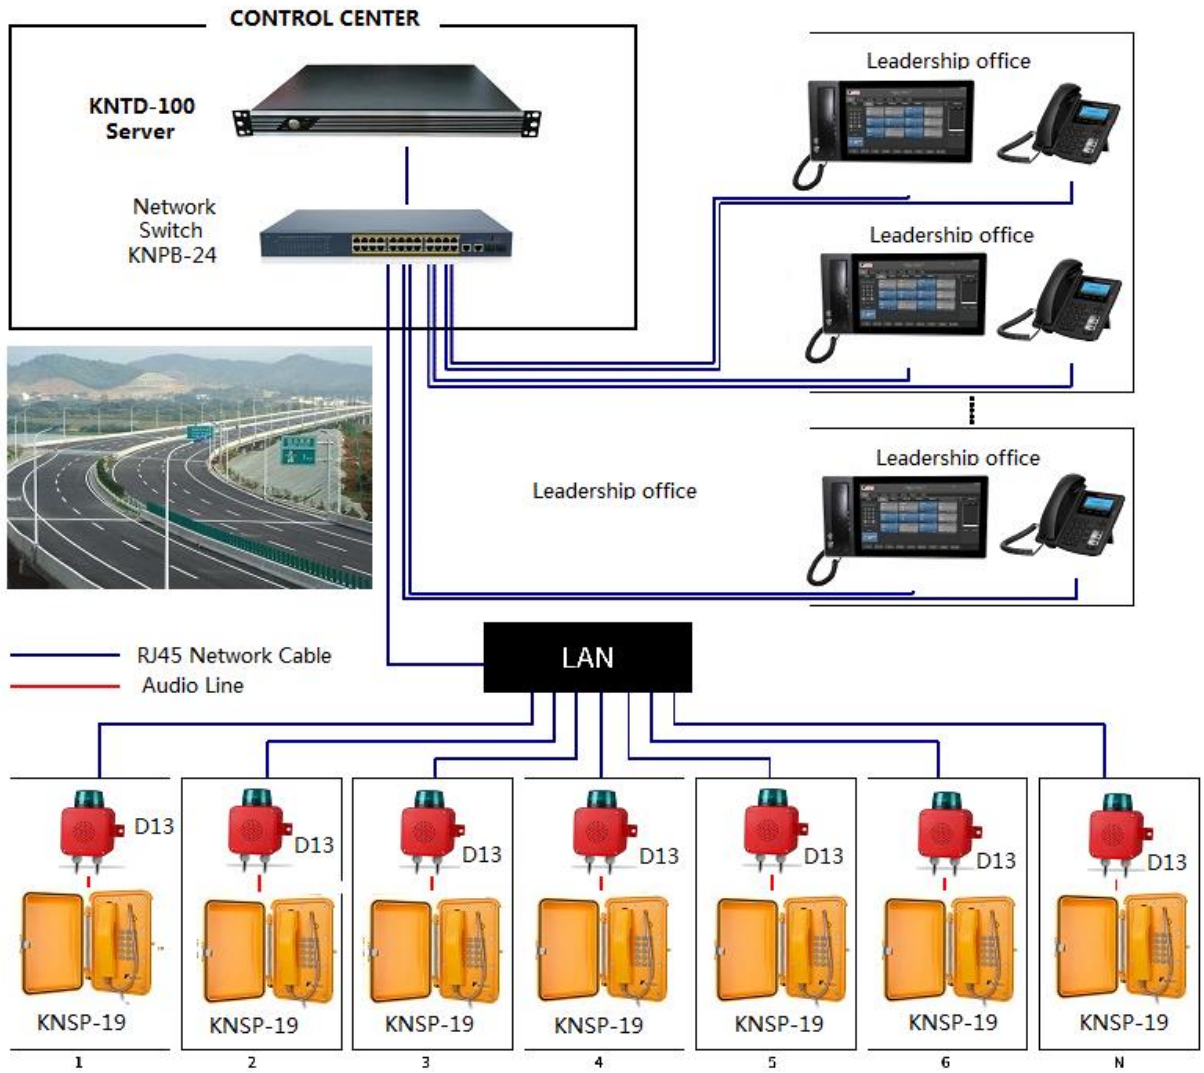 CONTROL CENTER
KNTD-100
Server
Network
Switch
KNPB-24
Leadership office
Leadership office
Leadership office
Leadership office
RJ45 Network Cable
Audio Line
LAN
D13
D13
D13
D13
D13
D13
D13
KNSP-19
KNSP-19
KNSP-19
KNSP-19
KNSP-19
KNSP-19
KNSP-19
1
2
3
4
5
6
N